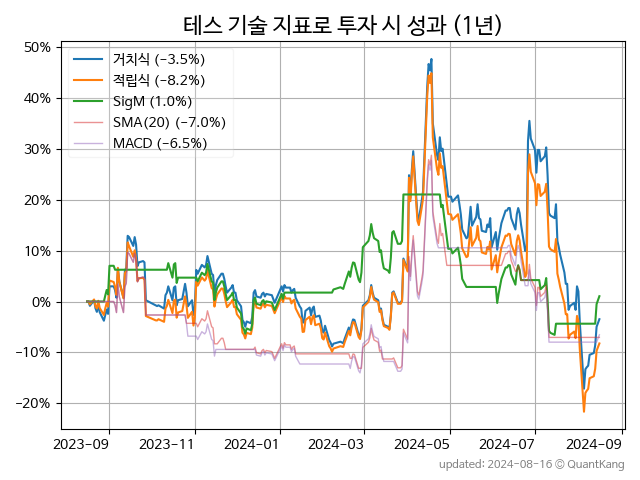 테스 기술 지표로 투자 시 성과 (1년)
50%
40%
30%
20%
10%
0%
−10%
−20%
거치식 (−3.5%)
적립식 (−8.2%)
SigM (1.0%)
SMA(20) (−7.0%)
MACD (−6.5%)
2023-09 2023-11 2024-01 2024-03 2024-05 2024-07 2024-09
updated: 2024-08-16 © QuantKang